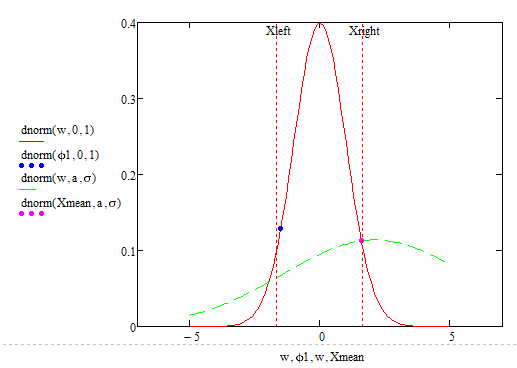 Xleft Xright
0.4
0.3
dnorm(w, 0, 1)
dnorm(ϕ1, 0, 1)
dnorm(w, a, σ)
dnorm(Xmean, a, σ)
0.2
0.1
0
−5 0 5
w, ϕ1, w, Xmean